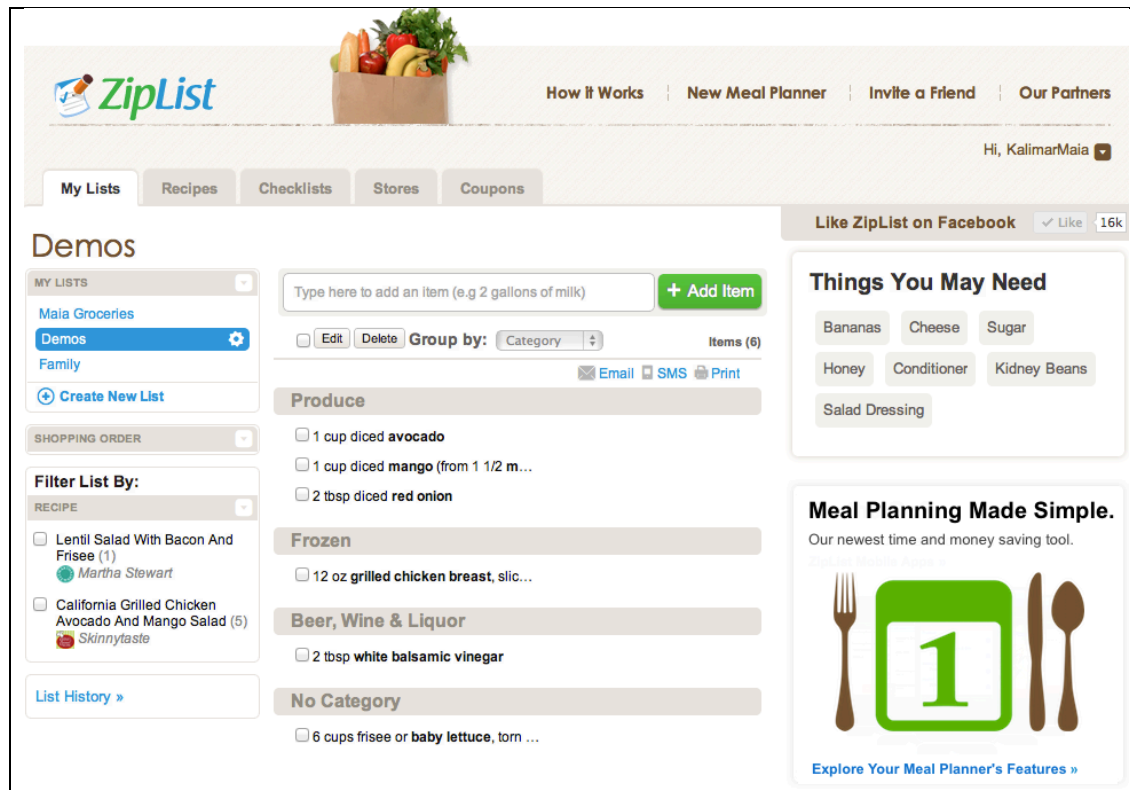 ZipList
How it Works
New Meal Planner
Invite a Friend
Our Partners
Hi, KalimarMaia
My Lists
Recipes
Checklists
Stores
Coupons
Like ZipList on Facebook
Like
16k
Demos
MY LISTS
Maia Groceries
Demos
Family
Create New List
SHOPPING ORDER
Filter List By:
RECIPE
Lentil Salad With Bacon And
Frisee (1)
Martha Stewart
California Grilled Chicken
Avocado And Mango Salad (5)
Skinnytaste
List History »
Type here to add an item (e.g 2 gallons of milk)
+ Add Item
Edit
Delete
Group by:
Category
Items (6)
Email
SMS
Print
Produce
1 cup diced avocado
1 cup diced mango (from 1 1/2 m...
2 tbsp diced red onion
Frozen
12 oz grilled chicken breast, slic...
Beer, Wine & Liquor
2 tbsp white balsamic vinegar
No Category
6 cups frisee or baby lettuce, torn ...
Things You May Need
Bananas
Cheese
Sugar
Honey
Conditioner
Kidney Beans
Salad Dressing
Meal Planning Made Simple.
Our newest time and money saving tool.
ZipList Mobile Apps »
1
Explore Your Meal Planner's Features »